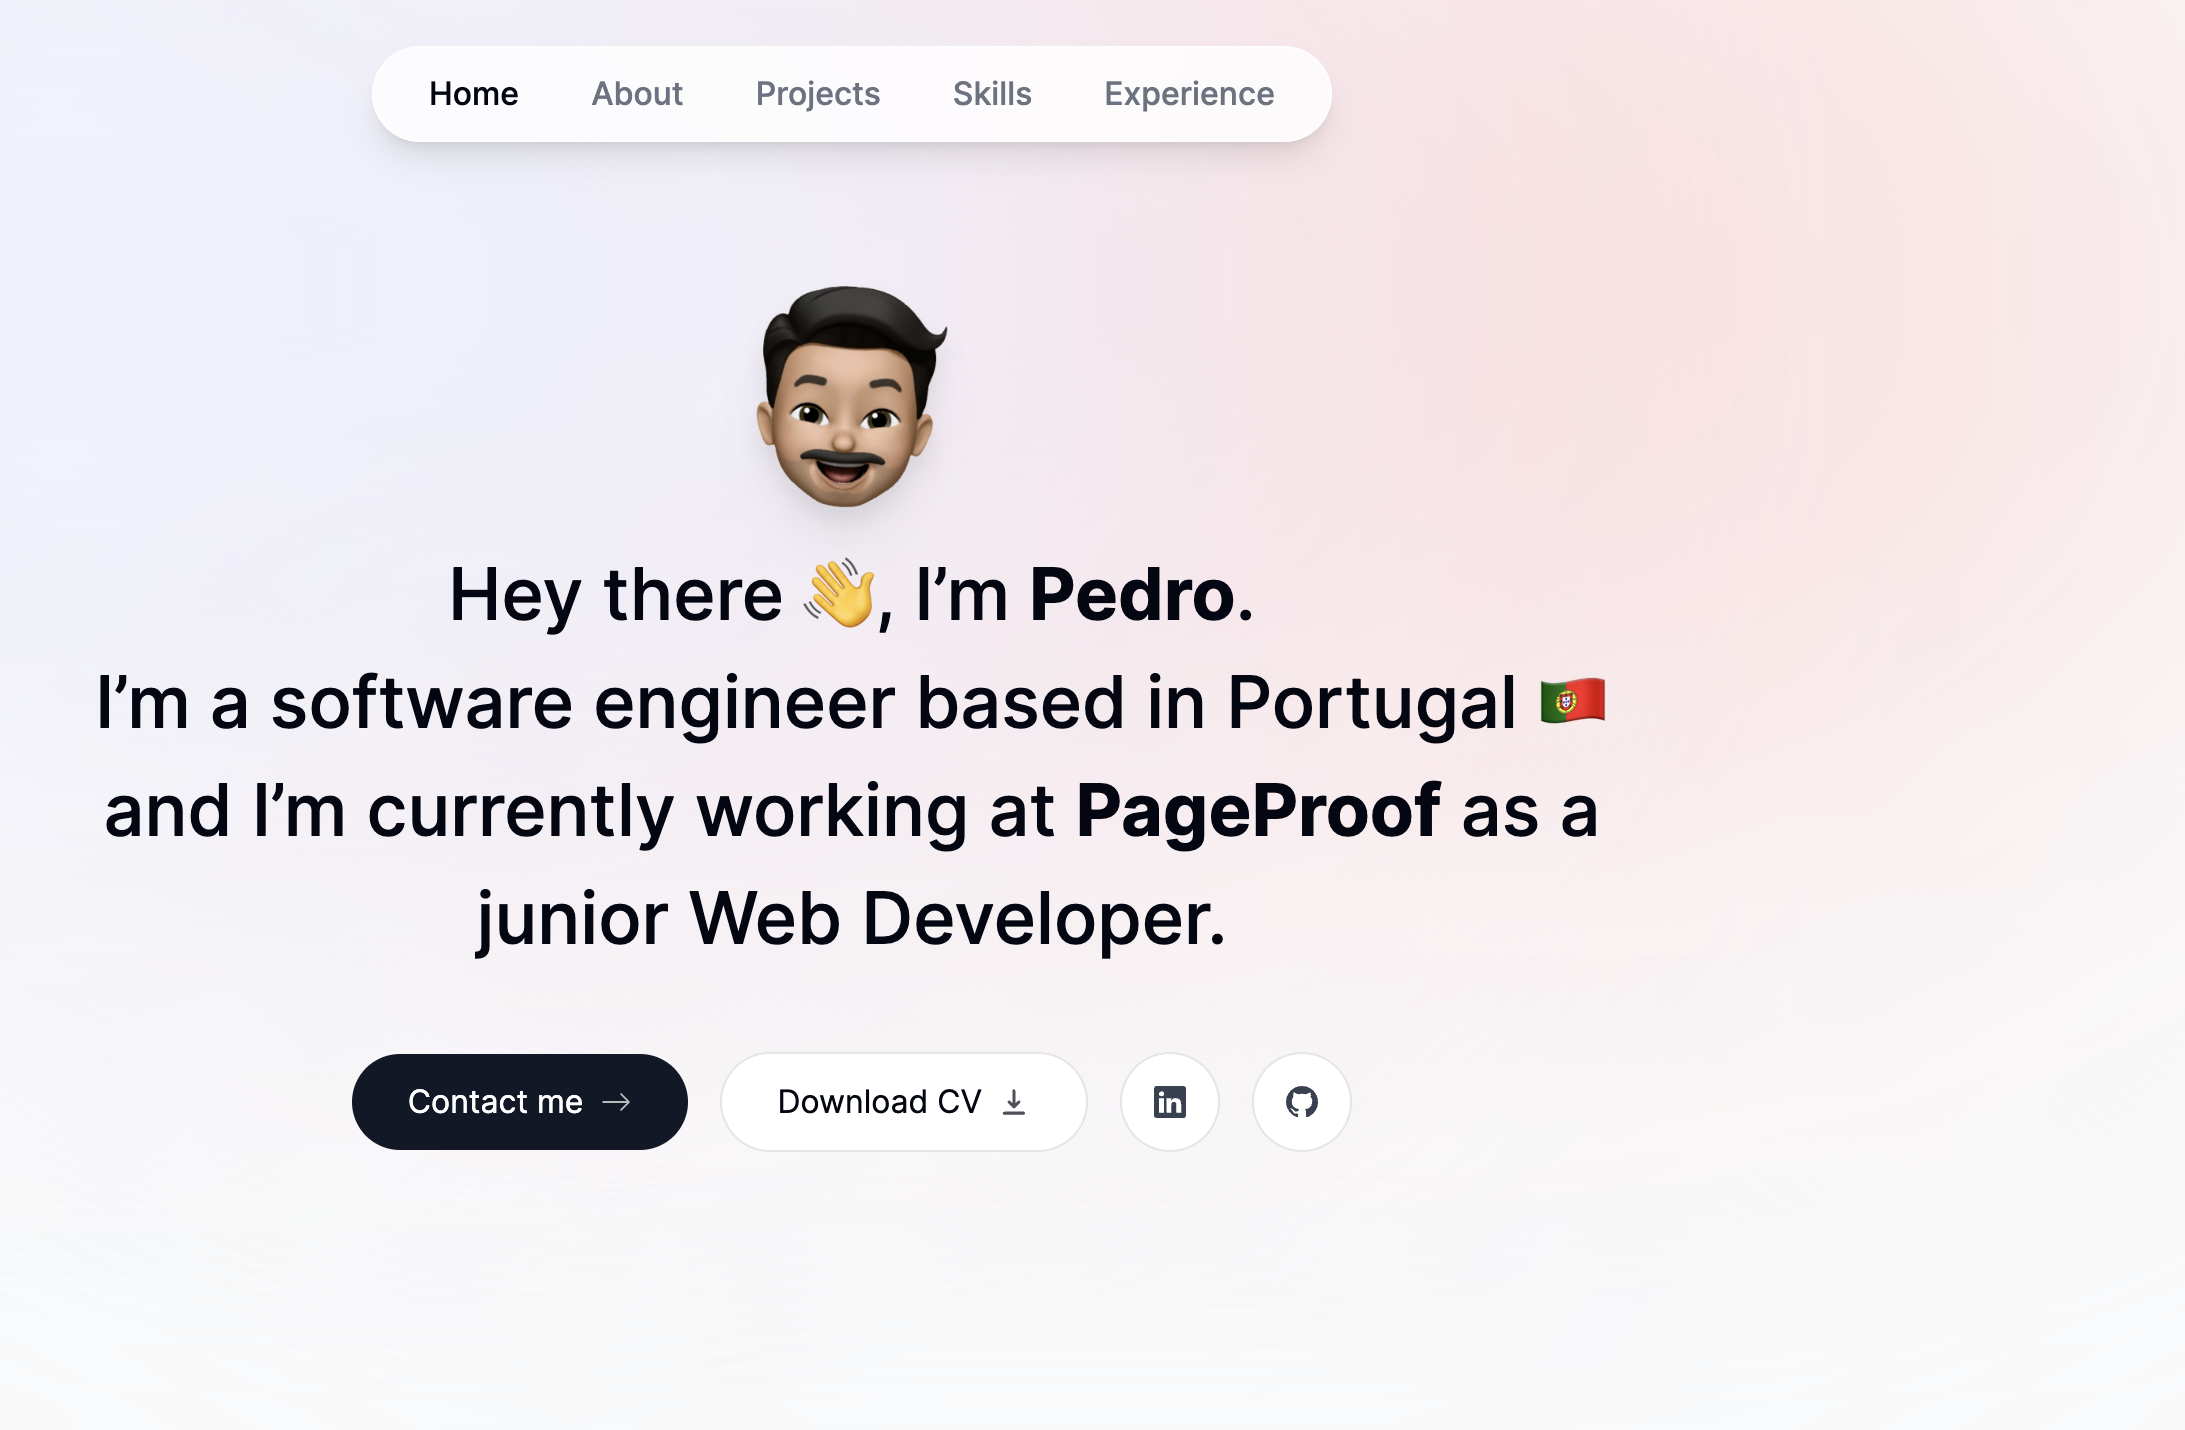 Home About Projects Skills Experience
Hey there 👋, I’m Pedro.
I’m a software engineer based in Portugal 🇵🇹
and I’m currently working at PageProof as a
junior Web Developer.
Contact me → Download CV